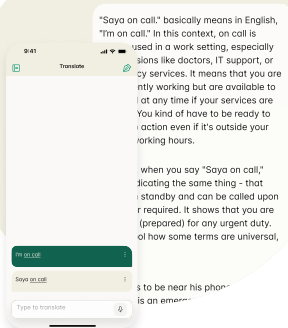 "Saya on call." basically means in English,
"I'm on call." In this context, on call is
used in a work setting, especially
sions like doctors, IT support, or
cy services. It means that you are
ntly working but are available to
at any time if your services are
You kind of have to be ready to
action even if it's outside your
working hours.
when you say "Saya on call,"
dicating the same thing - that
standby and can be called upon
r required. It shows that you are
(prepared) for any urgent duty.
ol how some terms are universal,
s to be near his phone
is an emerg
9:41
Translate
I'm on call
Saya on call
Type to translate